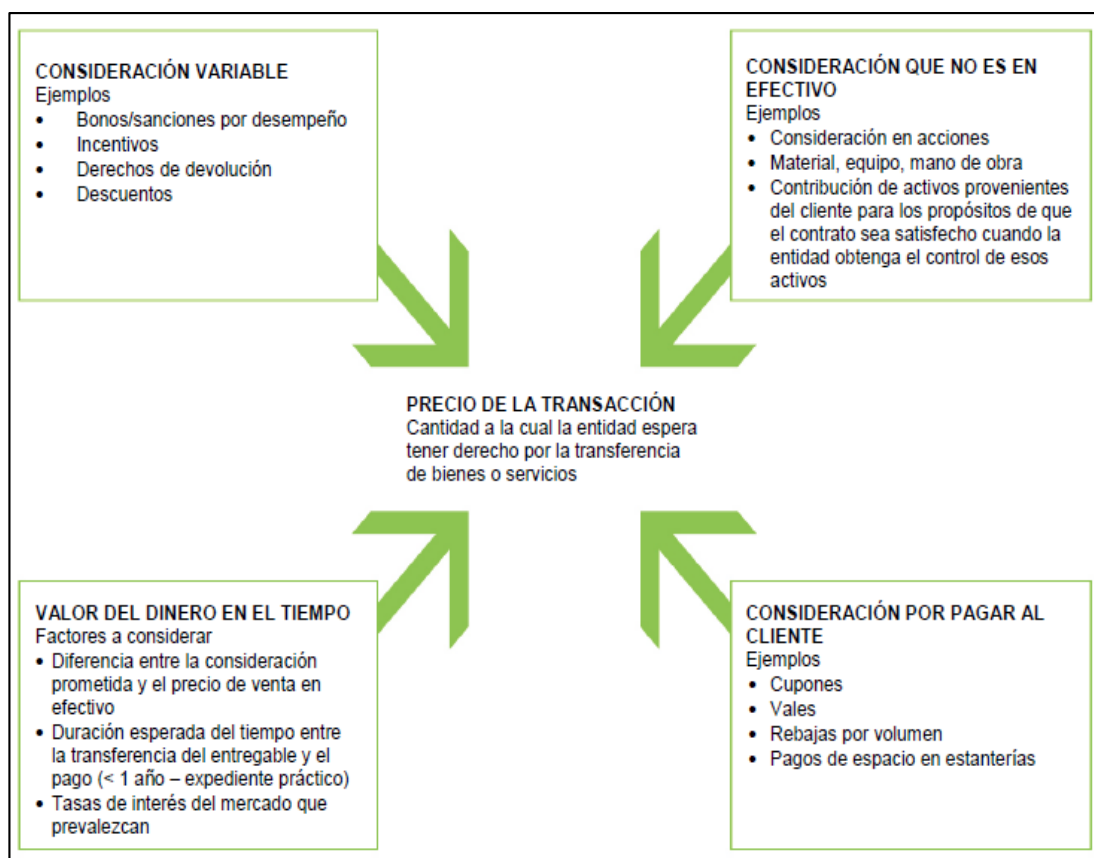 CONSIDERACIÓN VARIABLE
Ejemplos
• Bonos/sanciones por desempeño
• Incentivos
• Derechos de devolución
• Descuentos
CONSIDERACIÓN QUE NO ES EN
EFECTIVO
Ejemplos
• Consideración en acciones
• Material, equipo, mano de obra
• Contribución de activos provenientes
del cliente para los propósitos de que
el contrato sea satisfecho cuando la
entidad obtenga el control de esos
activos
PRECIO DE LA TRANSACCIÓN
Cantidad a la cual la entidad espera
tener derecho por la transferencia
de bienes o servicios
VALOR DEL DINERO EN EL TIEMPO
Factores a considerar
• Diferencia entre la consideración
prometida y el precio de venta en
efectivo
• Duración esperada del tiempo entre
la transferencia del entregable y el
pago (< 1 año – expediente práctico)
• Tasas de interés del mercado que
prevalezcan
CONSIDERACIÓN POR PAGAR AL
CLIENTE
Ejemplos
• Cupones
• Vales
• Rebajas por volumen
• Pagos de espacio en estanterías